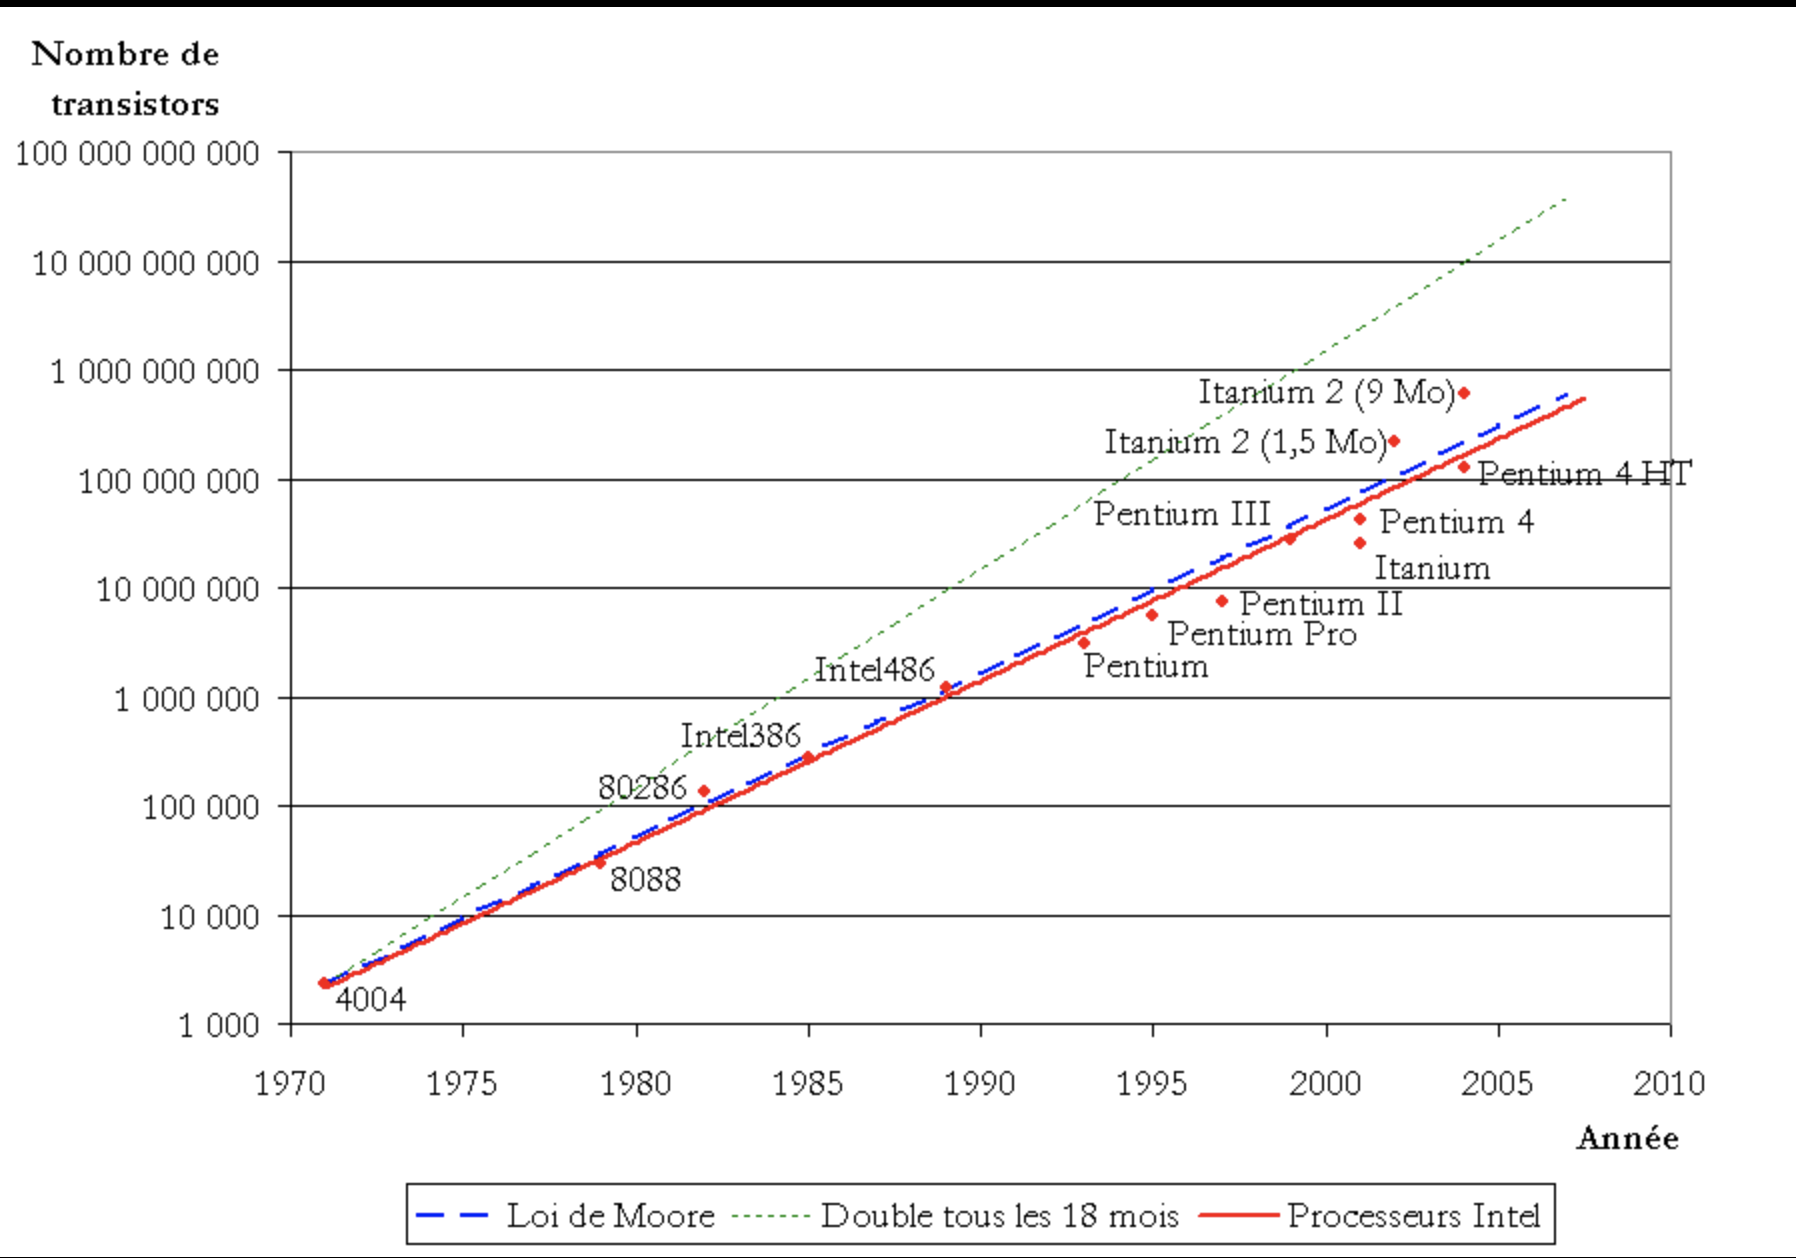 Nombre de
transistors
100 000 000 000
10 000 000 000
1 000 000 000
Itanium 2 (9 Mo)
Itanium 2 (1,5 Mo)
100 000 000
Pentium 4 HT
Pentium III
Pentium 4
Itanium
10 000 000
Pentium II
Pentium Pro
Pentium
Intel486
1 000 000
Intel386
80286
100 000
8088
10 000
4004
1 000
1970 1975 1980 1985 1990 1995 2000 2005 2010
Année
Loi de Moore Double tous les 18 mois Processeurs Intel